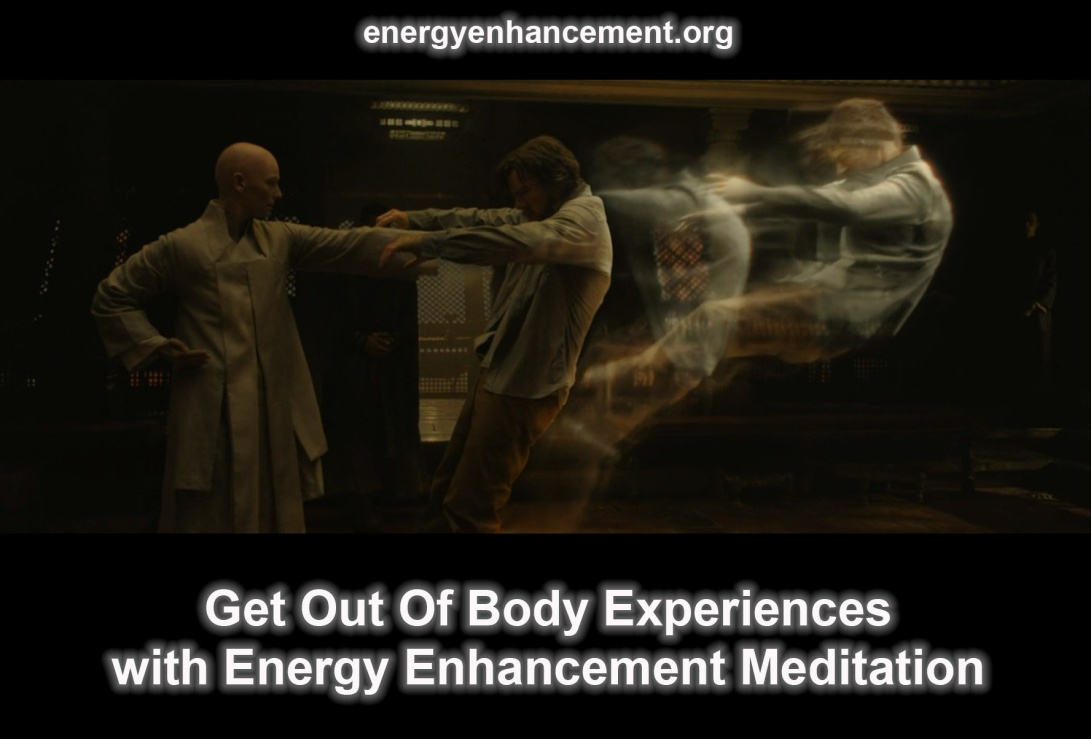 energyenhancement.org
Get Out Of Body Experiences
with Energy Enhancement Meditation